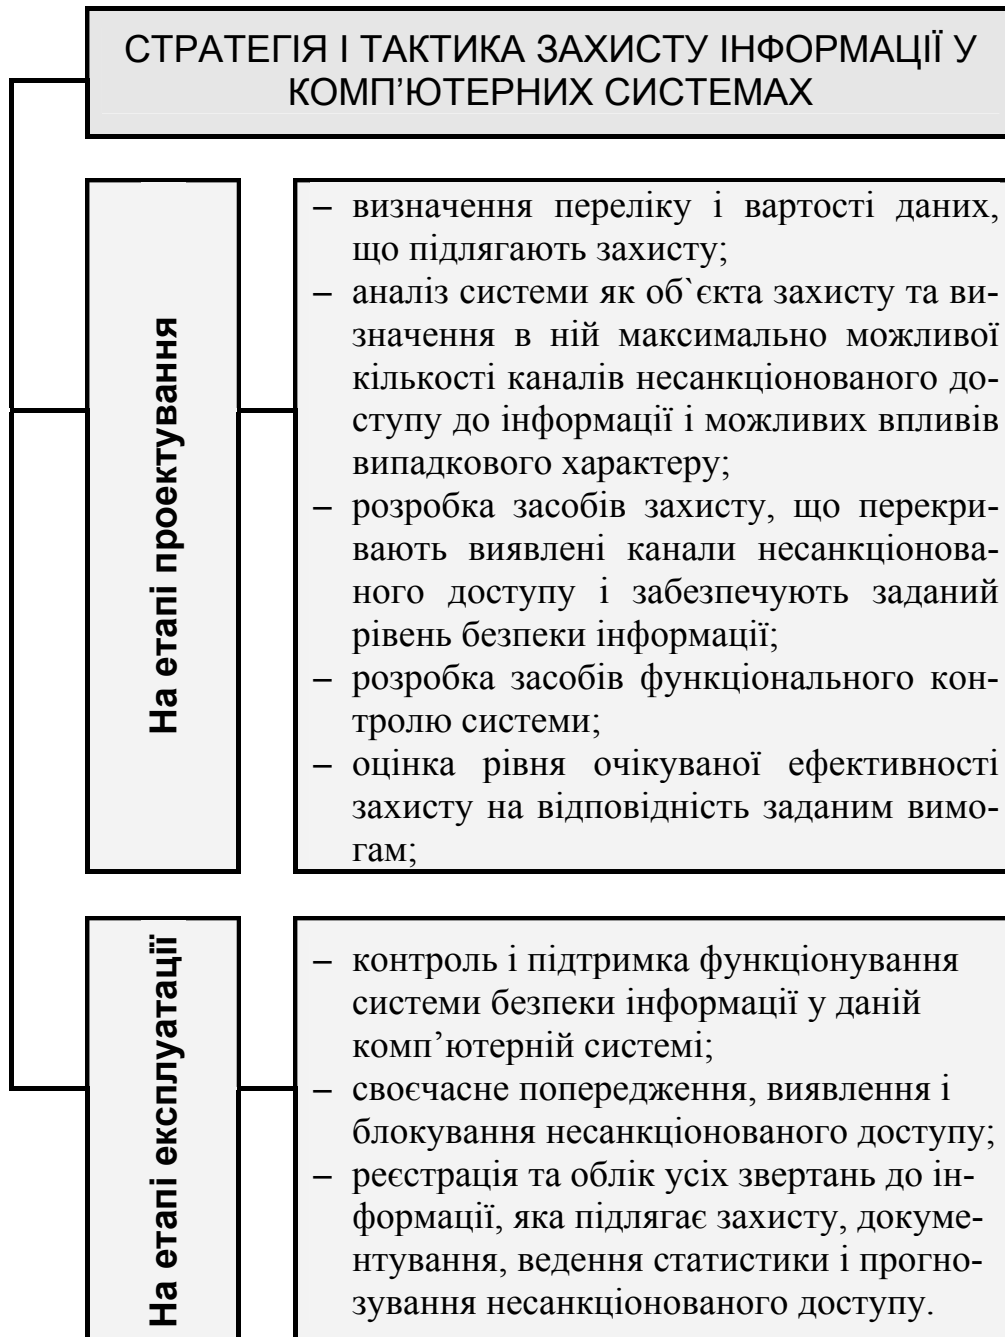 СТРАТЕГІЯ І ТАКТИКА ЗАХИСТУ ІНФОРМАЦІЇ У
КОМП’ЮТЕРНИХ СИСТЕМАХ
На етапі проектування
– визначення переліку і вартості даних,
що підлягають захисту;
– аналіз системи як об`єкта захисту та ви-
значення в ній максимально можливої
кількості каналів несанкціонованого до-
ступу до інформації і можливих впливів
випадкового характеру;
– розробка засобів захисту, що перекри-
вають виявлені канали несанкціонова-
ного доступу і забезпечують заданий
рівень безпеки інформації;
– розробка засобів функціонального кон-
тролю системи;
– оцінка рівня очікуваної ефективності
захисту на відповідність заданим вимо-
гам;
На етапі експлуатації
– контроль і підтримка функціонування
системи безпеки інформації у даній
комп’ютерній системі;
– своєчасне попередження, виявлення і
блокування несанкціонованого доступу;
– реєстрація та облік усіх звертань до ін-
формації, яка підлягає захисту, докуме-
нтування, ведення статистики і прогно-
зування несанкціонованого доступу.